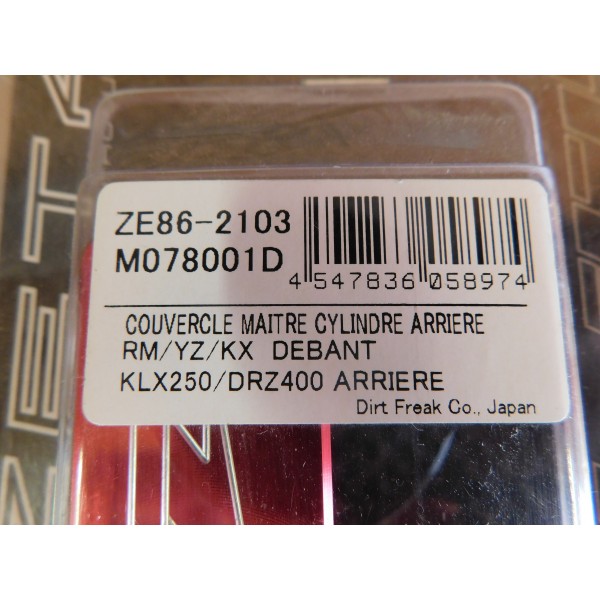 ZETA
ZE86-2103
M078001D
4 547836 058974
COUVERCLE MAITRE CYLINDRE ARRIERE
RM/YZ/KX DEBANT
KLX250/DRZ400 ARRIERE
Dirt Freak Co., Japan